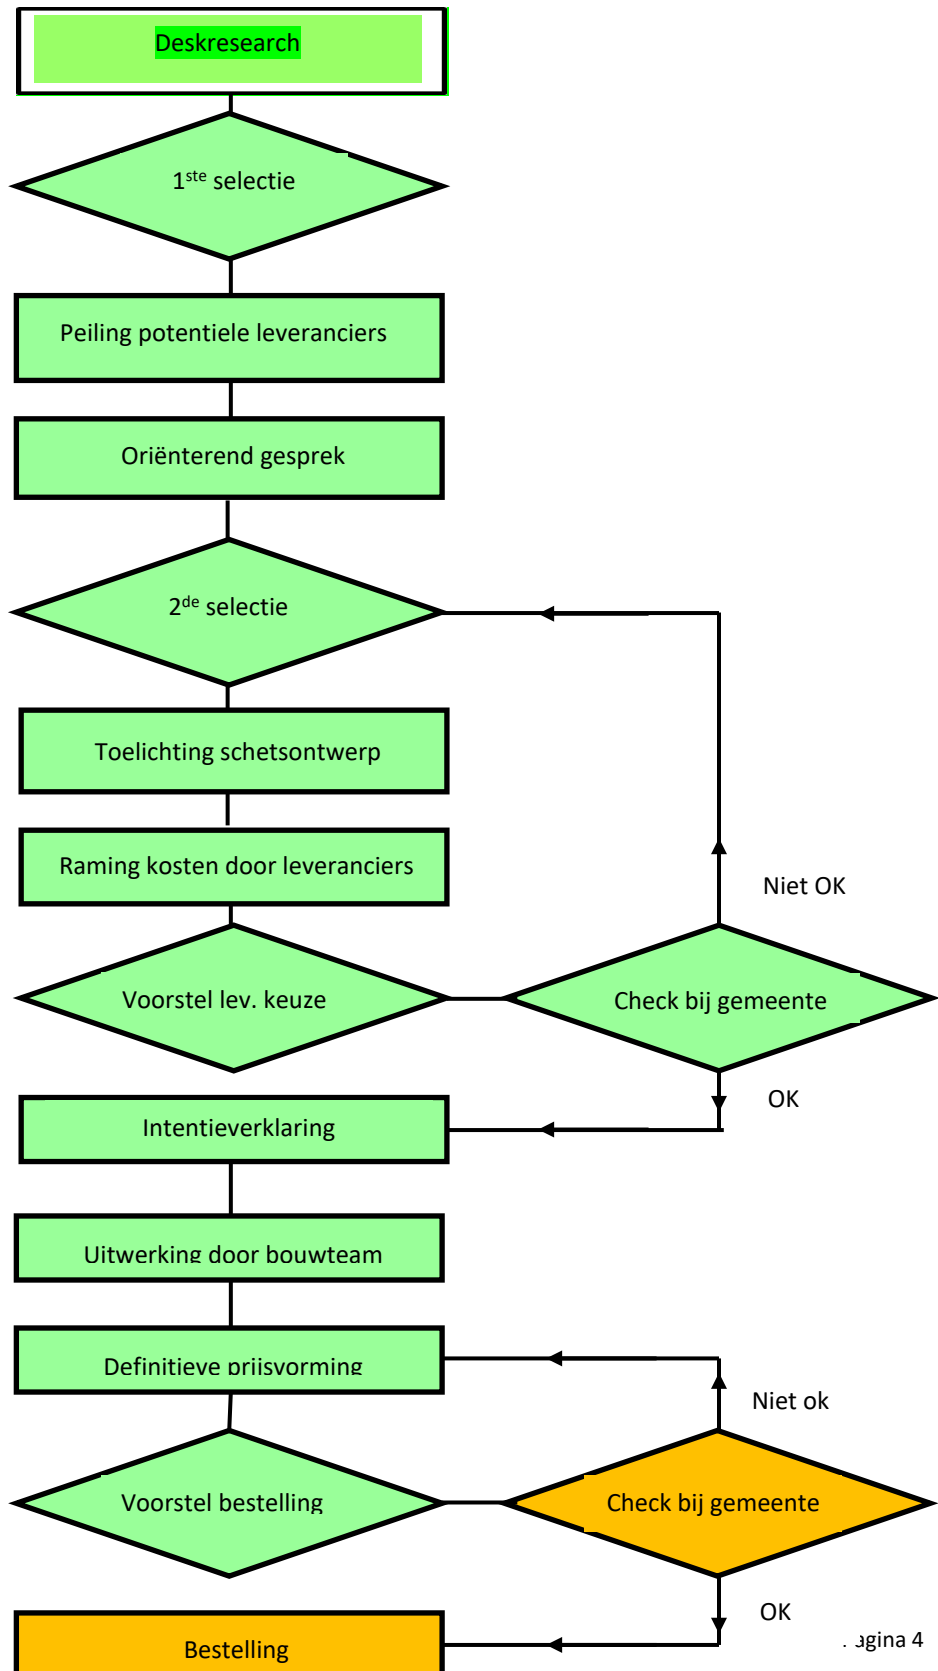 Deskresearch
1ste selectie
Peiling potentiele leveranciers
Oriënterend gesprek
2de selectie
Toelichting schetsontwerp
Raming kosten door leveranciers
Niet OK
Voorstel lev. keuze
Check bij gemeente
OK
Intentieverklaring
Uitwerking door bouwteam
Definitieve prijsvorming
Niet ok
Voorstel bestelling
Check bij gemeente
OK
Bestelling
agina 4